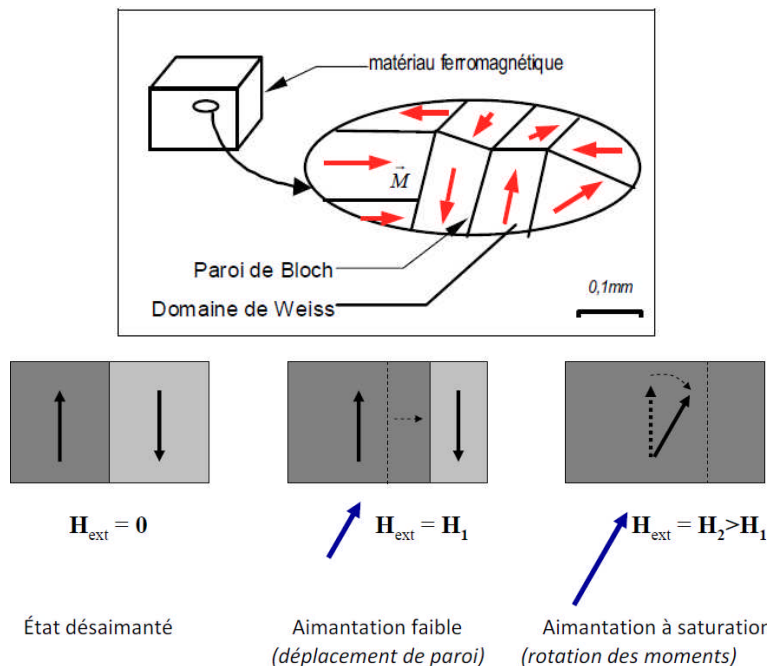 matériau ferromagnétique
M
Paroi de Bloch
Domaine de Weiss
0,1mm
Hext = 0
Hext = H1
Hext = H2>H1
État désaimanté
Aimantation faible
(déplacement de paroi)
Aimantation à saturation
(rotation des moments)